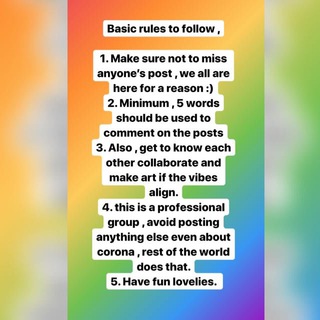 Basic rules to follow ,
1. Make sure not to miss
anyone's post , we all are
here for a reason :)
2. Minimum , 5 words
should be used to
comment on the posts
3. Also , get to know each
other collaborate and
make art if the vibes
align.
4. this is a professional
group , avoid posting
anything else even about
corona , rest of the world
does that.
5. Have fun lovelies.